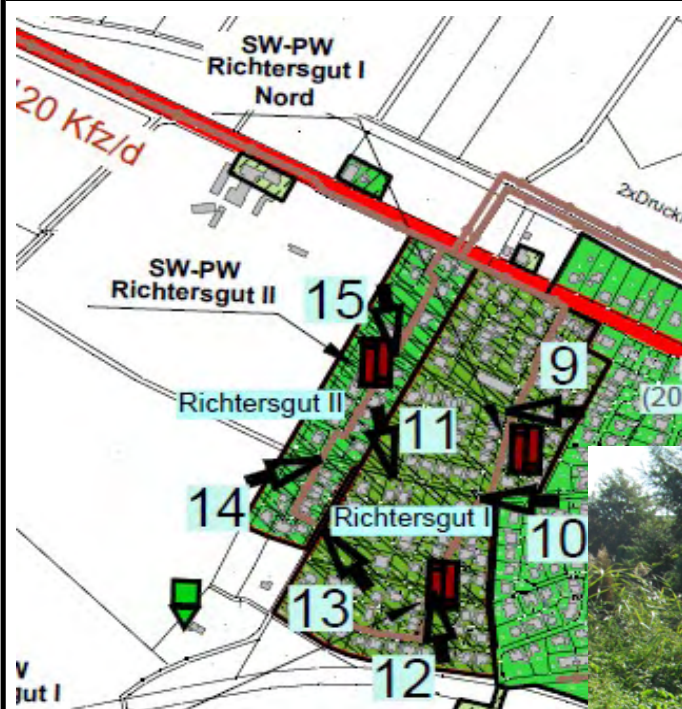 SW-PW
Richtersgut I
Nord
20 Kfz/d
2xDruck
SW-PW
Richtersgut II
15
9
(20
Richtersgut II
11
14
Richtersgut I
10
13
12
gut I